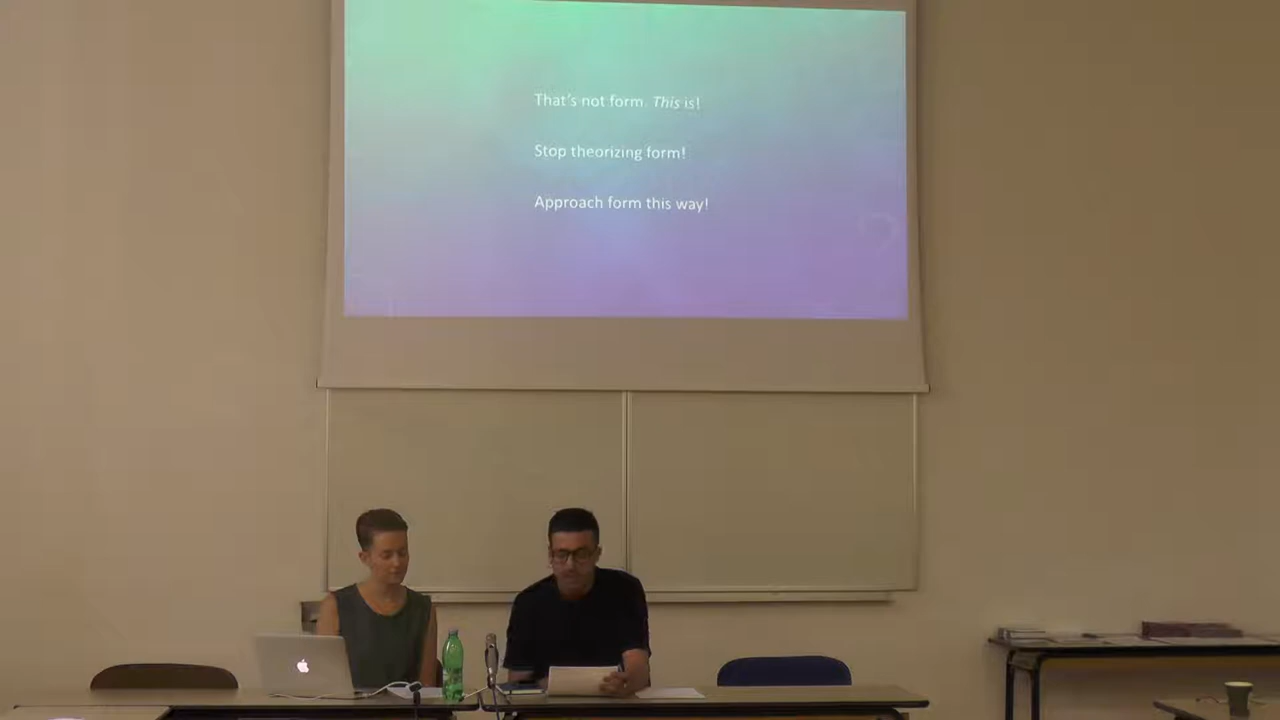 That's not form. This is!
Stop theorizing form!
Approach form this way!